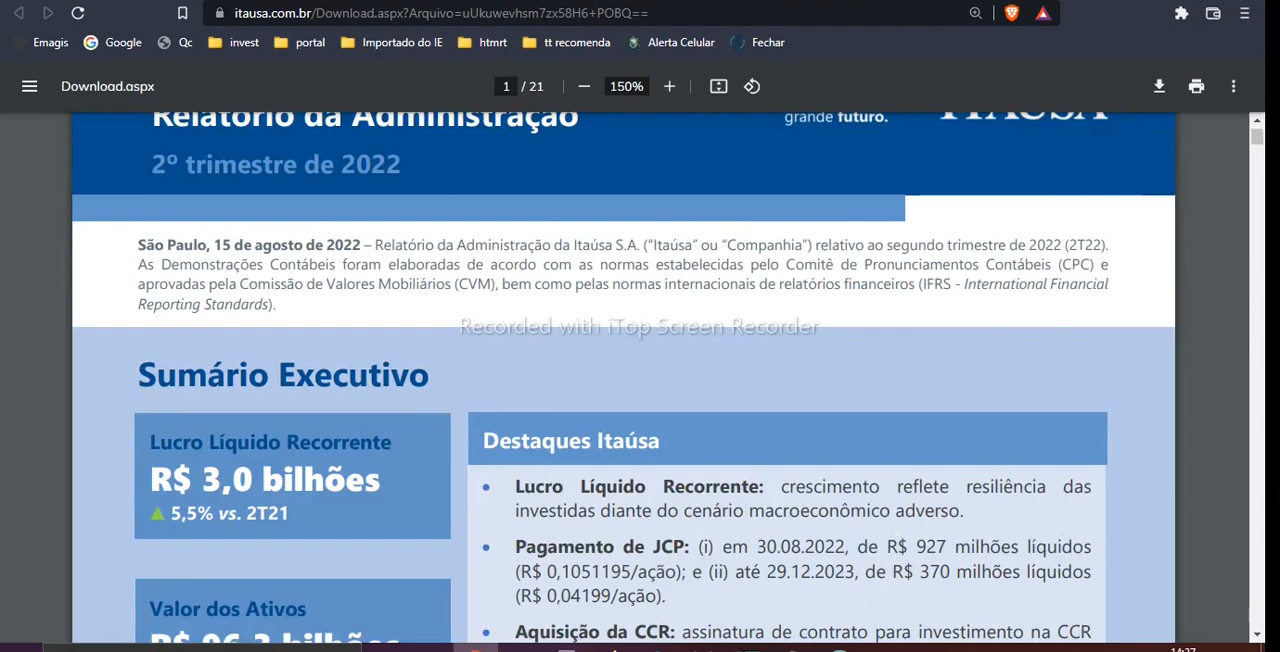 itausa.com.br/Download.aspx?Arquivo=uUkuwevhsm7zx58H6+POBQ==
Emagis Google Qc invest portal Importado do IE htmrt tt recomenda Alerta Celular Fechar
Download.aspx 1 / 21 150%
Relatório da Administração
grande futuro. ITAÚSA
2º trimestre de 2022
São Paulo, 15 de agosto de 2022 – Relatório da Administração da Itaúsa S.A. (“Itaúsa” ou “Companhia”) relativo ao segundo trimestre de 2022 (2T22).
As Demonstrações Contábeis foram elaboradas de acordo com as normas estabelecidas pelo Comitê de Pronunciamentos Contábeis (CPC) e
aprovadas pela Comissão de Valores Mobiliários (CVM), bem como pelas normas internacionais de relatórios financeiros (IFRS - International Financial
Reporting Standards).
Recorded with iTop Screen Recorder
Sumário Executivo
Lucro Líquido Recorrente
R$ 3,0 bilhões
5,5% vs. 2T21
Valor dos Ativos
R$ 96,3 bilhões
Destaques Itaúsa
• Lucro Líquido Recorrente: crescimento reflete resiliência das
investidas diante do cenário macroeconômico adverso.
• Pagamento de JCP: (i) em 30.08.2022, de R$ 927 milhões líquidos
(R$ 0,1051195/ação); e (ii) até 29.12.2023, de R$ 370 milhões líquidos
(R$ 0,04199/ação).
• Aquisição da CCR: assinatura de contrato para investimento na CCR
14:27